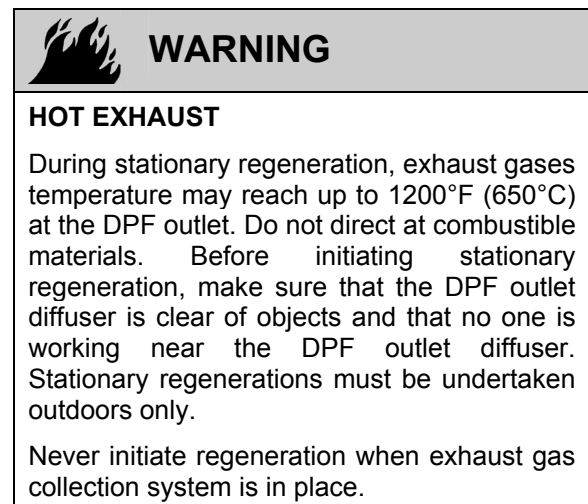 WARNING
HOT EXHAUST
During stationary regeneration, exhaust gases
temperature may reach up to 1200°F (650°C)
at the DPF outlet. Do not direct at combustible
materials. Before initiating stationary
regeneration, make sure that the DPF outlet
diffuser is clear of objects and that no one is
working near the DPF outlet diffuser.
Stationary regenerations must be undertaken
outdoors only.
Never initiate regeneration when exhaust gas
collection system is in place.